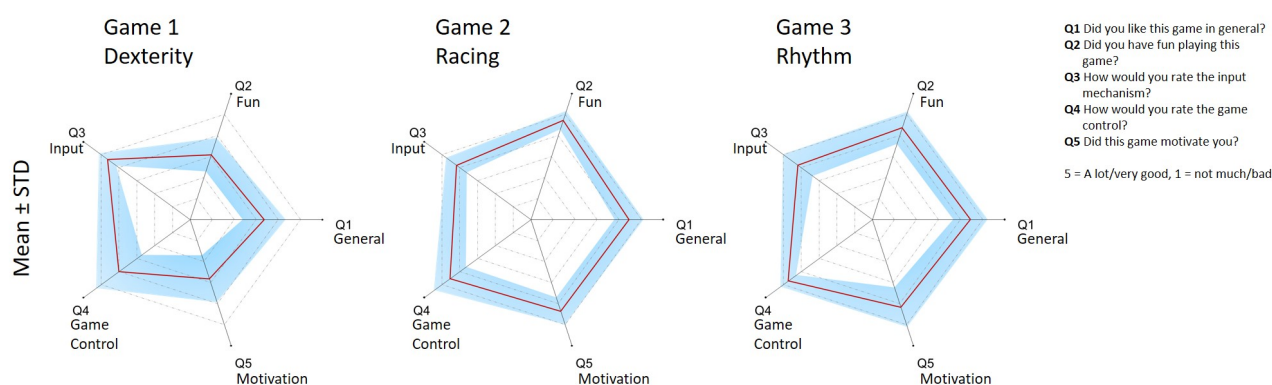 Game 1
Dexterity
Game 2
Racing
Game 3
Rhythm
Mean ± STD
Q2
Fun
Q3
Input
Q1
General
Q4
Game
Control
Q5
Motivation
Q2
Fun
Q3
Input
Q1
General
Q4
Game
Control
Q5
Motivation
Q2
Fun
Q3
Input
Q1
General
Q4
Game
Control
Q5
Motivation
Q1 Did you like this game in general?
Q2 Did you have fun playing this
game?
Q3 How would you rate the input
mechanism?
Q4 How would you rate the game
control?
Q5 Did this game motivate you?
5 = A lot/very good, 1 = not much/bad